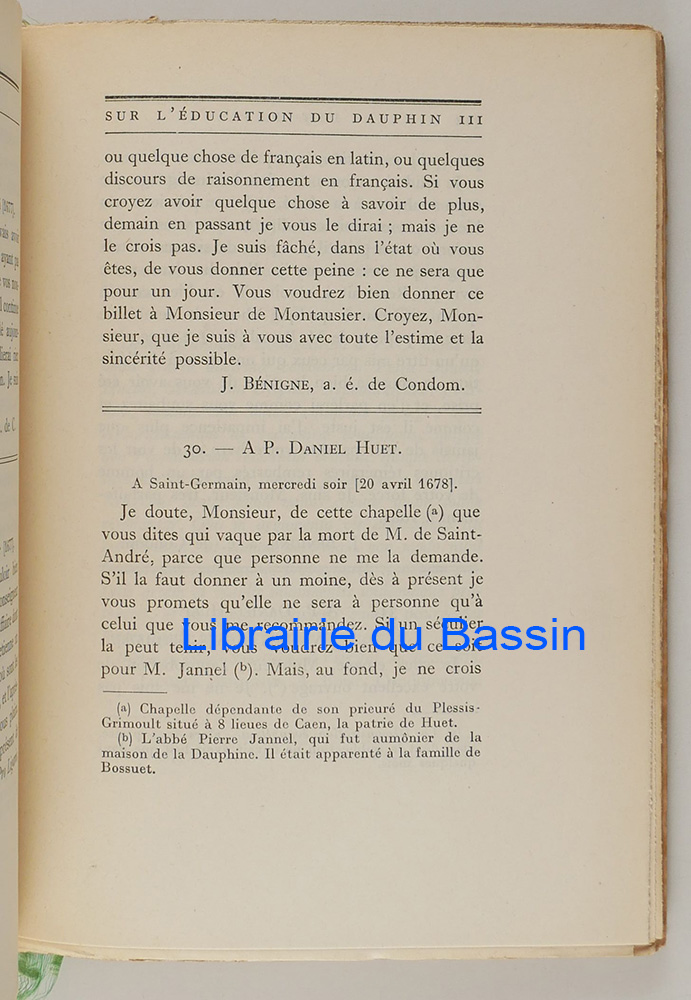 SUR L'ÉDUCATION DU DAUPHIN III
ou quelque chose de français en latin, ou quelques
discours de raisonnement en français. Si vous
croyez avoir quelque chose à savoir de plus,
demain en passant je vous le dirai ; mais je ne
le crois pas. Je suis fâché, dans l'état où vous
êtes, de vous donner cette peine : ce ne sera que
pour un jour. Vous voudrez bien donner ce
billet à Monsieur de Montausier. Croyez, Mon-
sieur, que je suis à vous avec toute l'estime et la
sincérité possible.
J. BÉNIGNE, a. é. de Condom.
30. — A P. DANIEL HUET.
A Saint-Germain, mercredi soir [20 avril 1678].
Je doute, Monsieur, de cette chapelle (a) que
vous dites qui vaque par la mort de M. de Saint-
André, parce que personne ne me la demande.
S'il la faut donner à un moine, dès à présent je
vous promets qu'elle ne sera à personne qu'à
celui que vous me recommandez. Si un séculier
la peut tenir, vous voudrez bien que ce soit
pour M. Jannel (b). Mais, au fond, je ne crois
(a) Chapelle dépendante de son prieuré du Plessis-
Grimoult situé à 8 lieues de Caen, la patrie de Huet.
(b) L'abbé Pierre Jannel, qui fut aumônier de la
maison de la Dauphine. Il était apparenté à la famille de
Bossuet.
Librairie du Bassin